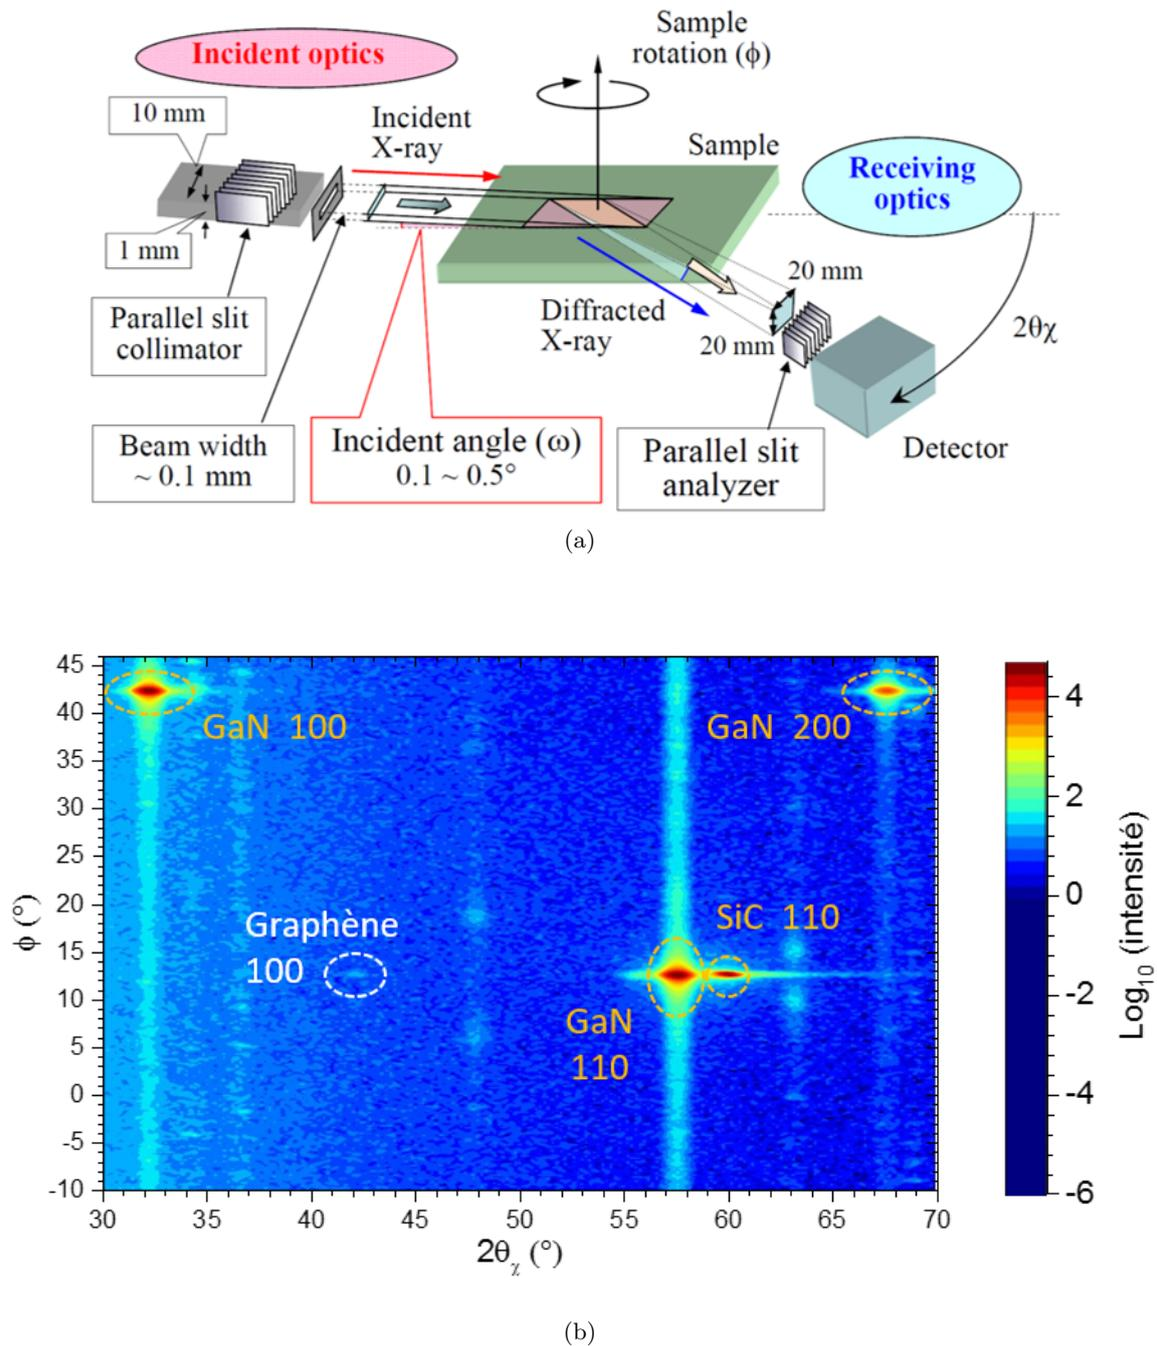 Incident optics
Sample
rotation (ϕ)
10 mm
Incident
X-ray
Sample
Receiving
optics
1 mm
20 mm
Parallel slit
collimator
Diffracted
X-ray
20 mm
2θχ
Beam width
~ 0.1 mm
Incident angle (ω)
0.1 ~ 0.5°
Parallel slit
analyzer
Detector
(a)
45
40
35
30
25
20
15
10
5
0
-5
-10
ϕ (°)
GaN 100
GaN 200
Graphène
100
SiC 110
GaN
110
30
35
40
45
50
55
60
65
70
2θχ (°)
4
2
0
-2
-4
-6
Log10 (intensité)
(b)